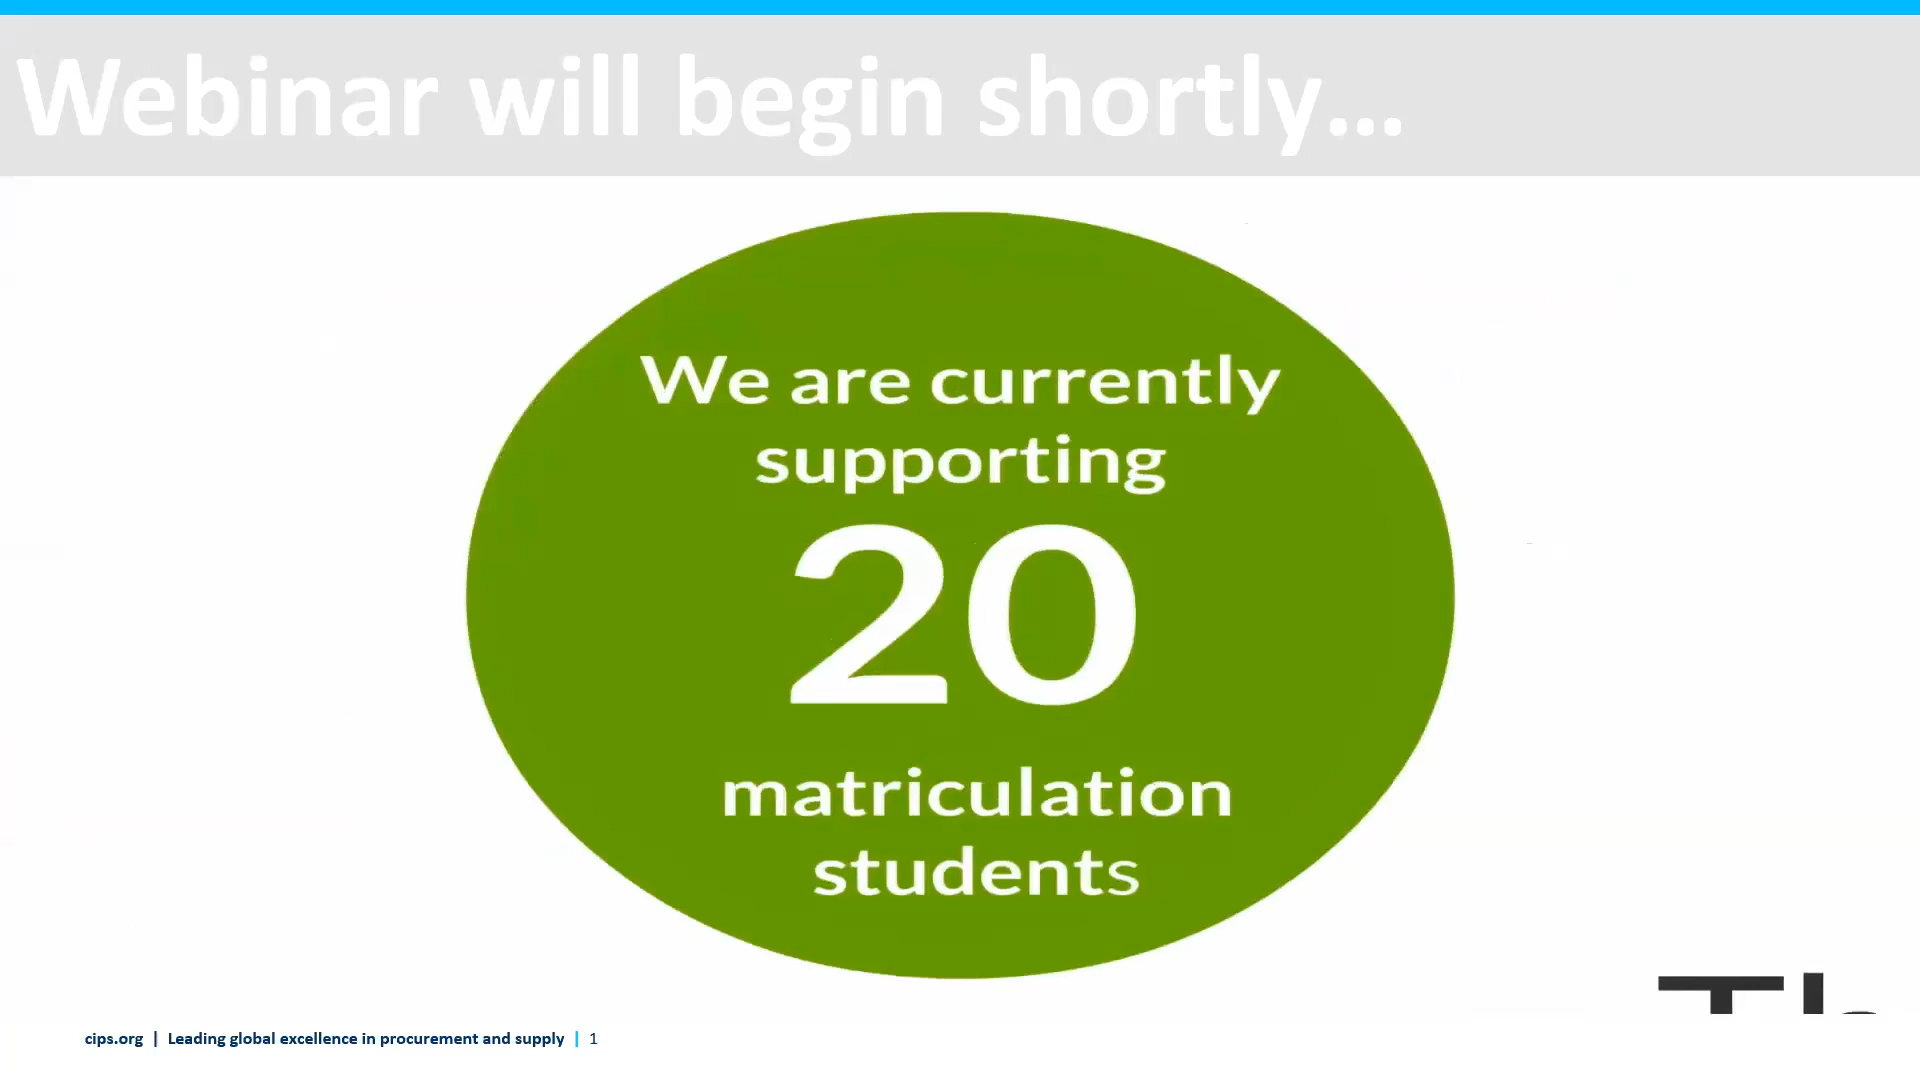 Webinar will begin shortly...
We are currently
supporting
20
matriculation
students
cips.org | Leading global excellence in procurement and supply | 1